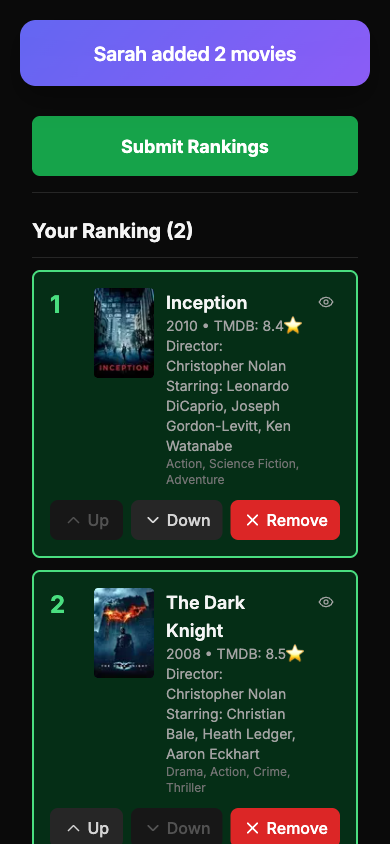 Sarah added 2 movies
Submit Rankings
Your Ranking (2)
1
INCEPTION
Inception
2010 • TMDB: 8.4⭐
Director:
Christopher Nolan
Starring: Leonardo
DiCaprio, Joseph
Gordon-Levitt, Ken
Watanabe
Action, Science Fiction,
Adventure
Up
Down
Remove
2
The Dark
Knight
2008 • TMDB: 8.5⭐
Director:
Christopher Nolan
Starring: Christian
Bale, Heath Ledger,
Aaron Eckhart
Drama, Action, Crime,
Thriller
Up
Down
Remove